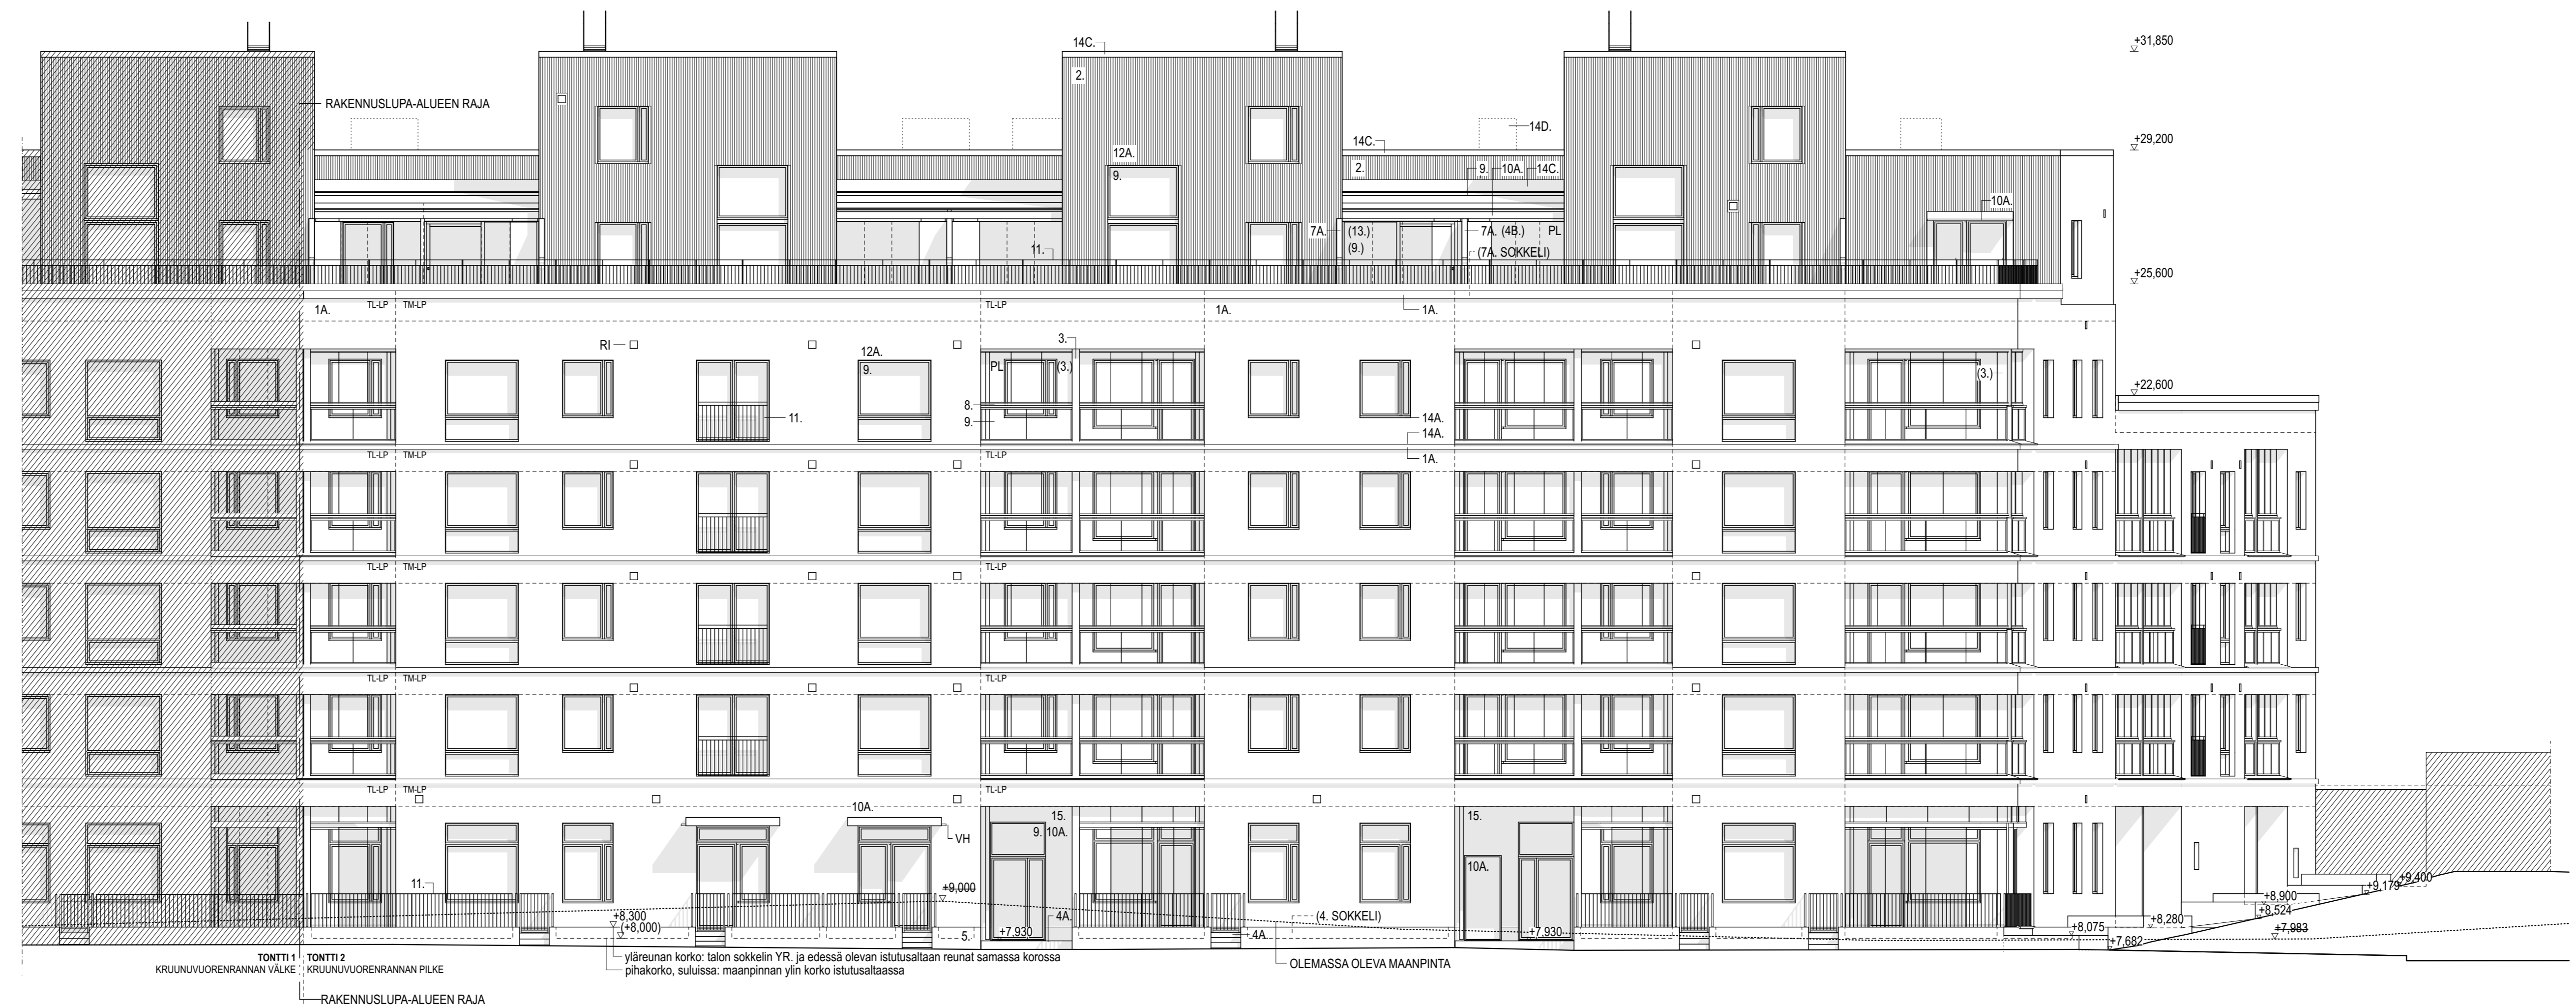 14C.
+31,850
2.
RAKENNUSLUPA-ALUEEN RAJA
14D.
14C.
+29,200
12A.
9.
2.
9.
10A.
14C.
10A.
7A.
(13.)
(9.)
7A. (4B.)
PL
11.
(7A. SOKKELI)
+25,600
1A.
TL-LP
TM-LP
TL-LP
1A.
1A.
RI
12A.
9.
3.
PL
(3.)
(3.)
+22,600
8.
9.
11.
14A.
14A.
1A.
TL-LP
TM-LP
TL-LP
TL-LP
TM-LP
TL-LP
TL-LP
TM-LP
TL-LP
TL-LP
TM-LP
TL-LP
10A.
15.
9. 10A.
VH
15.
10A.
11.
+9,000
+9,400
+9,179
+8,900
+8,524
+8,300
(+8,000)
4A.
(4. SOKKELI)
+8,280
+8,075
+7,983
5.
+7,930
4A.
+7,930
+7,682
TONTTI 1
KRUUNUVUORENRANNAN VÄLKE
TONTTI 2
KRUUNUVUORENRANNAN PILKE
yläreunan korko: talon sokkelin YR. ja edessä olevan istutusaltaan reunat samassa korossa
pihakorko, suluissa: maanpinnan ylin korko istutusaltaassa
OLEMASSA OLEVA MAANPINTA
RAKENNUSLUPA-ALUEEN RAJA